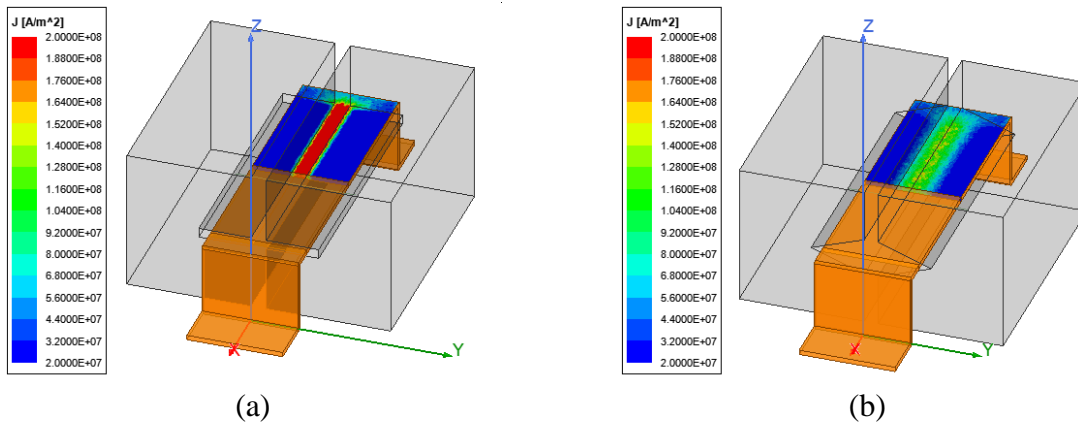 J [A/m^2]
2.0000E+08
1.8800E+08
1.7600E+08
1.6400E+08
1.5200E+08
1.4000E+08
1.2800E+08
1.1600E+08
1.0400E+08
9.2000E+07
8.0000E+07
6.8000E+07
5.6000E+07
4.4000E+07
3.2000E+07
2.0000E+07
Z
X
Y
(a)
J [A/m^2]
2.0000E+08
1.8800E+08
1.7600E+08
1.6400E+08
1.5200E+08
1.4000E+08
1.2800E+08
1.1600E+08
1.0400E+08
9.2000E+07
8.0000E+07
6.8000E+07
5.6000E+07
4.4000E+07
3.2000E+07
2.0000E+07
Z
X
Y
(b)